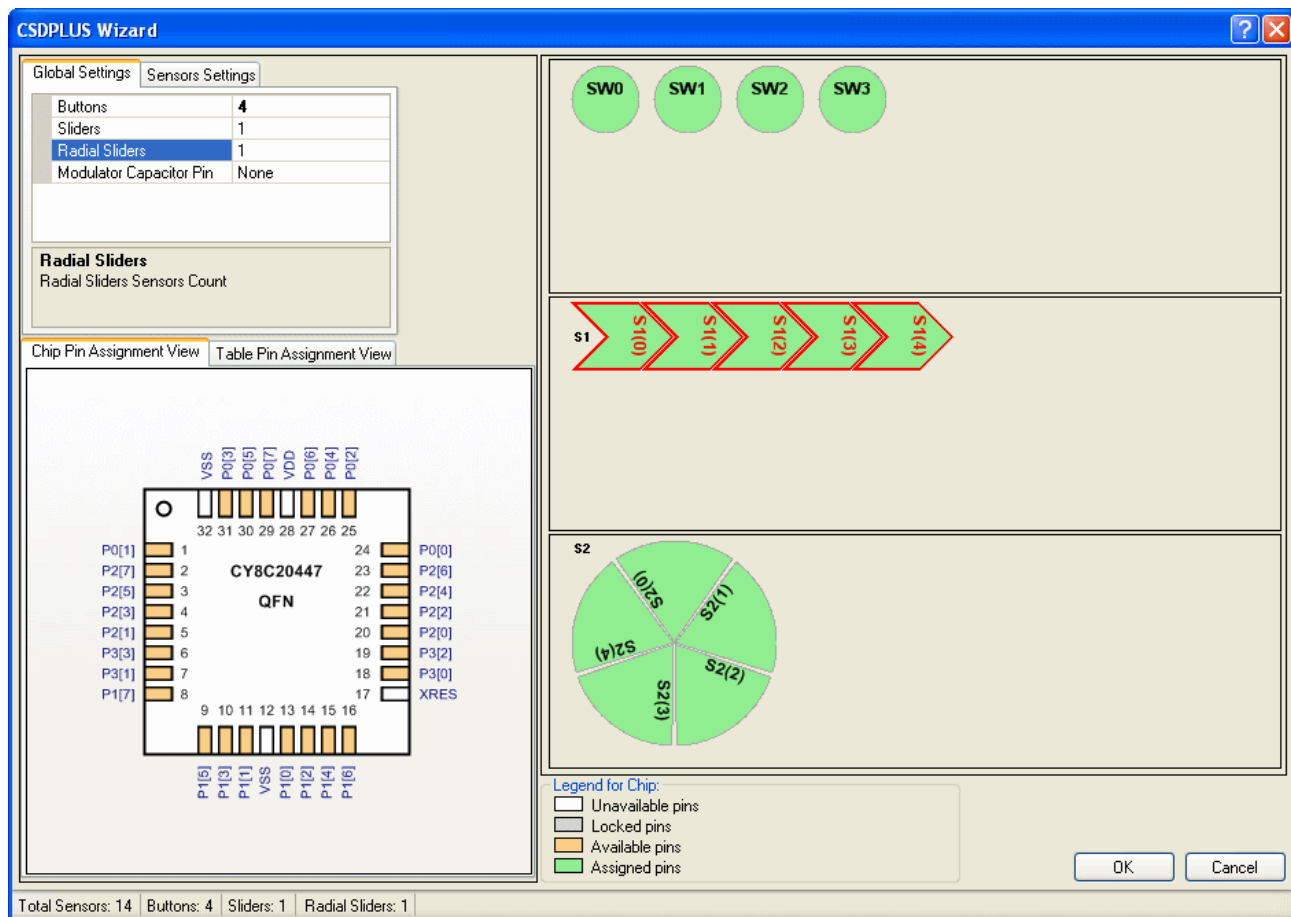 CSDPLUS Wizard
Global Settings Sensors Settings
Buttons 4
Sliders 1
Radial Sliders 1
Modulator Capacitor Pin None
Radial Sliders
Radial Sliders Sensors Count
Chip Pin Assignment View Table Pin Assignment View
VSS P0[3] P0[5] P0[7] VDD P0[6] P0[4] P0[2]
32 31 30 29 28 27 26 25
P0[1] 1 24 P0[0]
P2[7] 2 CY8C20447 23 P2[6]
P2[5] 3 22 P2[4]
QFN
P2[3] 4 21 P2[2]
P2[1] 5 20 P2[0]
P3[3] 6 19 P3[2]
P3[1] 7 18 P3[0]
P1[7] 8 17 XRES
9 10 11 12 13 14 15 16
P1[5] P1[3] P1[1] VSS P1[0] P1[2] P1[4] P1[6]
SW0 SW1 SW2 SW3
S1 S1(0) S1(1) S1(2) S1(3) S1(4)
S2
S2(0) S2(1)
S2(4) S2(2)
S2(3)
Legend for Chip:
Unavailable pins
Locked pins
Available pins
Assigned pins
OK Cancel
Total Sensors: 14 Buttons: 4 Sliders: 1 Radial Sliders: 1